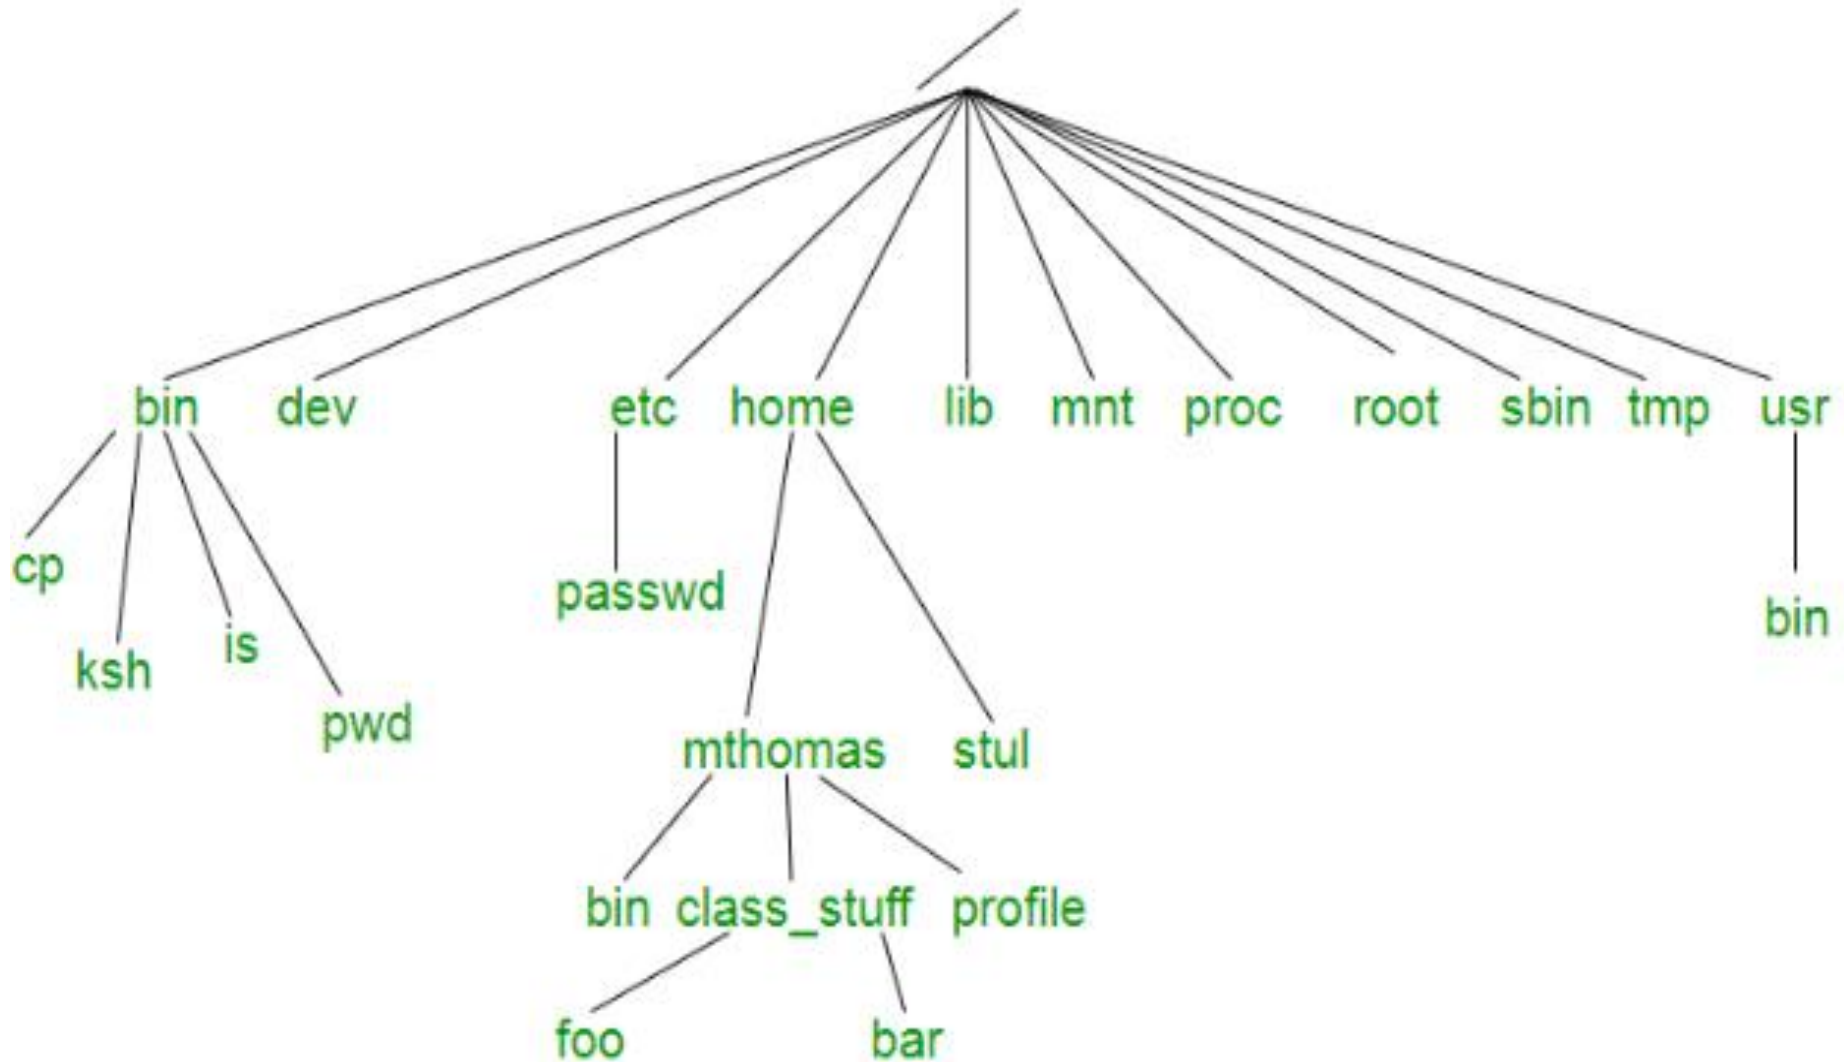 /
bin dev etc home lib mnt proc root sbin tmp usr
cp
passwd
bin
is
ksh
pwd
mthomas stul
bin class_stuff profile
foo bar